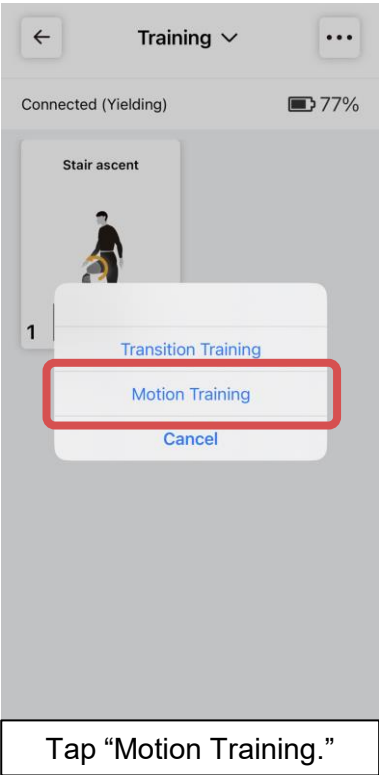 Training
Connected (Yielding) 77%
Stair ascent
1
Transition Training
Motion Training
Cancel
Tap “Motion Training.”